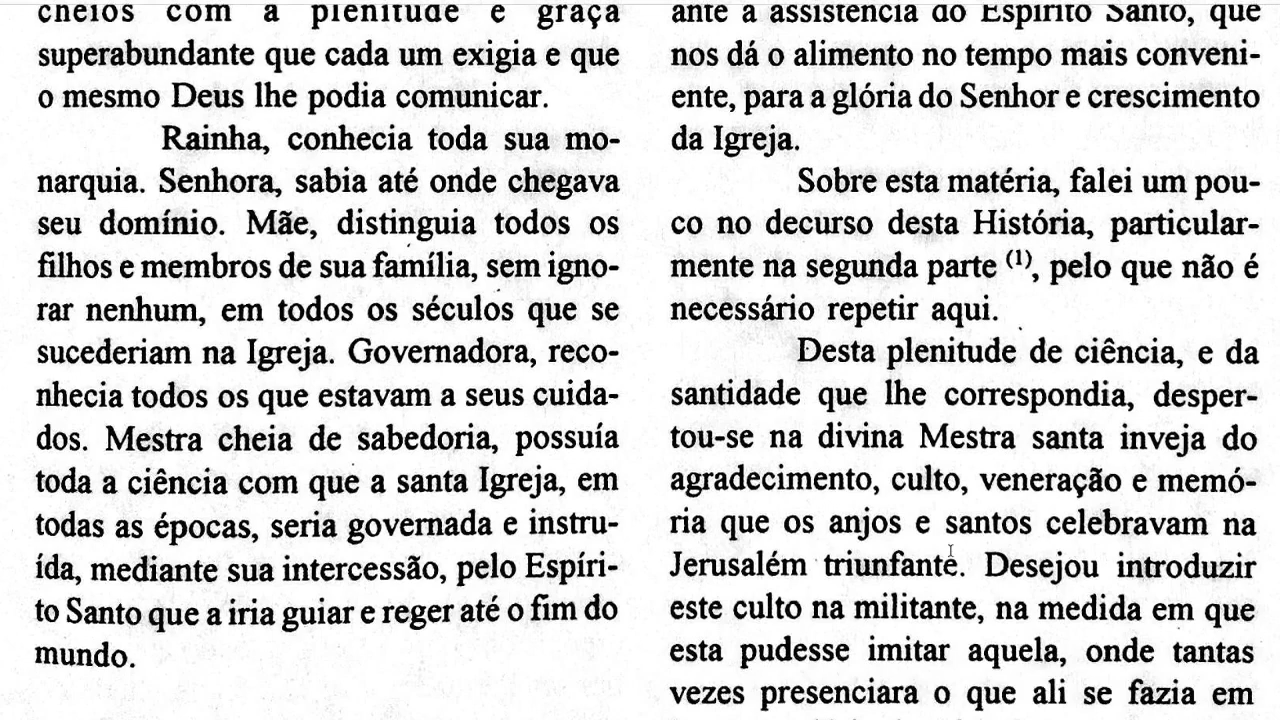 cheios com a plenitude e graça
superabundante que cada um exigia e que
o mesmo Deus lhe podia comunicar.
Rainha, conhecia toda sua mo-
narquia. Senhora, sabia até onde chegava
seu domínio. Mãe, distinguia todos os
filhos e membros de sua família, sem igno-
rar nenhum, em todos os séculos que se
sucederiam na Igreja. Governadora, reco-
nhecia todos os que estavam a seus cuida-
dos. Mestra cheia de sabedoria, possuía
toda a ciência com que a santa Igreja, em
todas as épocas, seria governada e instru-
ída, mediante sua intercessão, pelo Espíri-
to Santo que a iria guiar e reger até o fim do
mundo.
ante a assistência do Espírito Santo, que
nos dá o alimento no tempo mais conveni-
ente, para a glória do Senhor e crescimento
da Igreja.
Sobre esta matéria, falei um pou-
co no decurso desta História, particular-
mente na segunda parte (1), pelo que não é
necessário repetir aqui.
Desta plenitude de ciência, e da
santidade que lhe correspondia, desper-
tou-se na divina Mestra santa inveja do
agradecimento, culto, veneração e memó-
ria que os anjos e santos celebravam na
Jerusalém triunfante. Desejou introduzir
este culto na militante, na medida em que
esta pudesse imitar aquela, onde tantas
vezes presenciara o que ali se fazia em